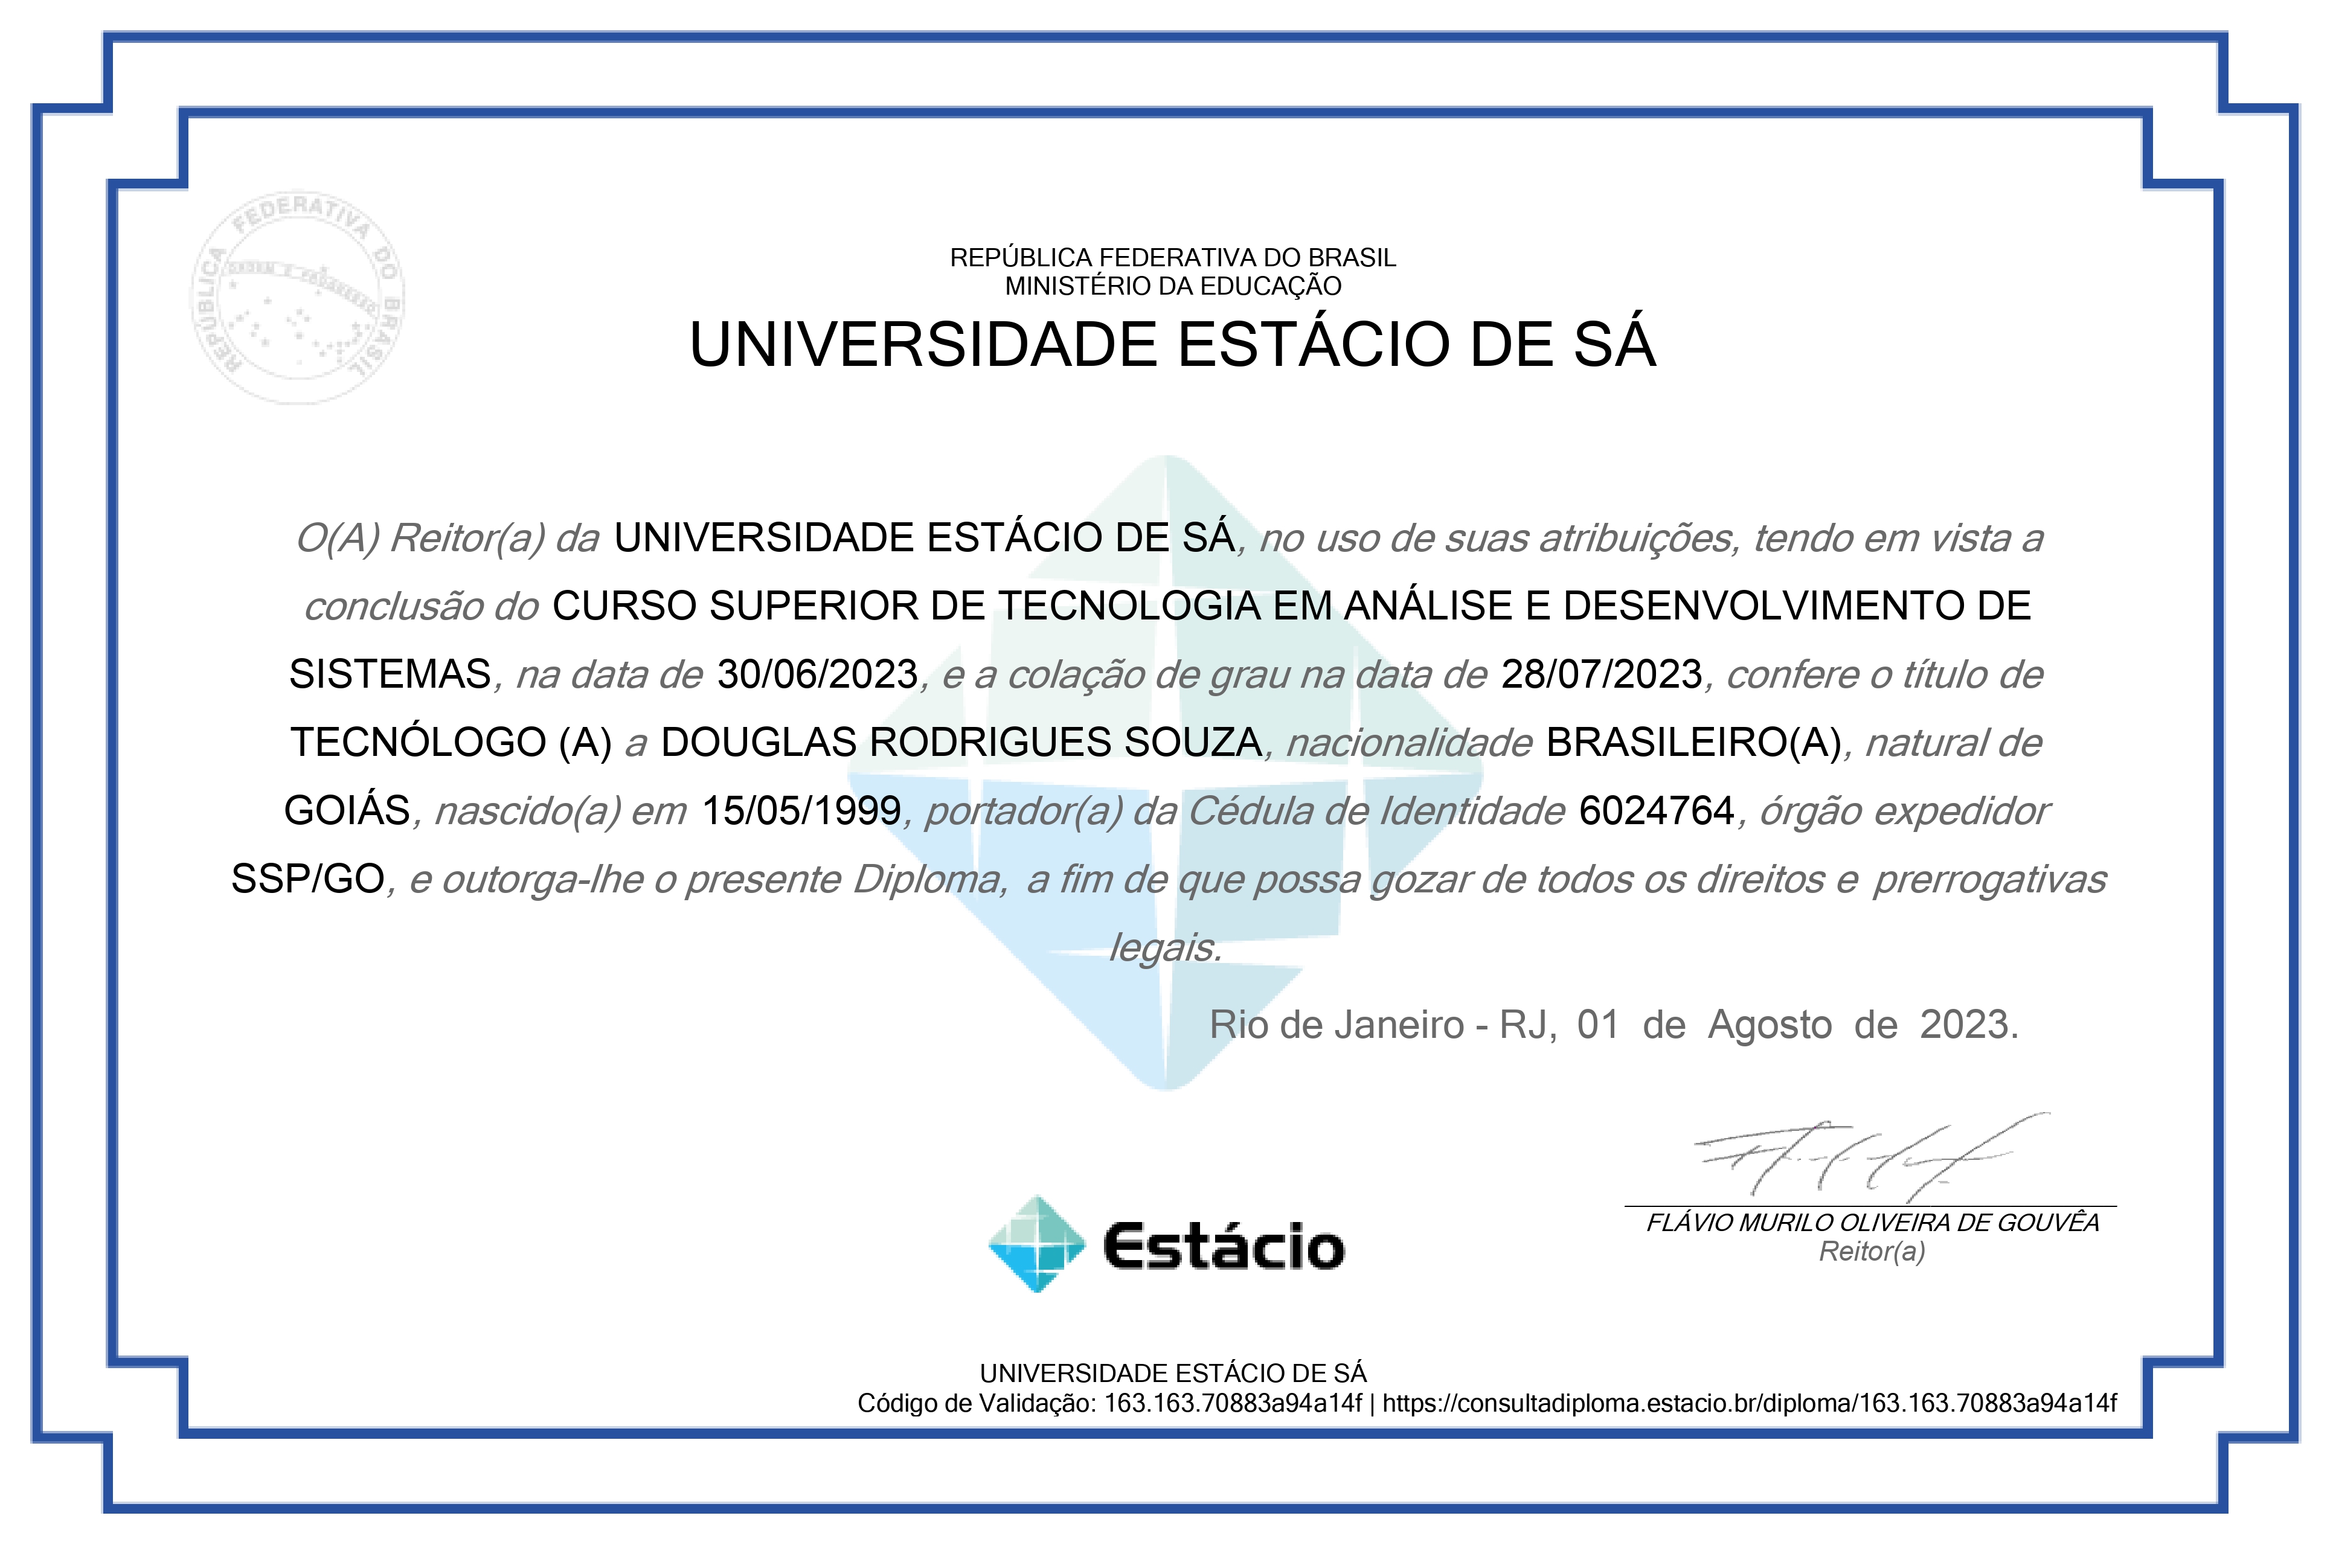 REPÚBLICA FEDERATIVA DO BRASIL
ORDEM E PROGRESSO
REPÚBLICA FEDERATIVA DO BRASIL
MINISTÉRIO DA EDUCAÇÃO
UNIVERSIDADE ESTÁCIO DE SÁ
O(A) Reitor(a) da UNIVERSIDADE ESTÁCIO DE SÁ, no uso de suas atribuições, tendo em vista a
conclusão do CURSO SUPERIOR DE TECNOLOGIA EM ANÁLISE E DESENVOLVIMENTO DE
SISTEMAS, na data de 30/06/2023, e a colação de grau na data de 28/07/2023, confere o título de
TECNÓLOGO (A) a DOUGLAS RODRIGUES SOUZA, nacionalidade BRASILEIRO(A), natural de
GOIÁS, nascido(a) em 15/05/1999, portador(a) da Cédula de Identidade 6024764, órgão expedidor
SSP/GO, e outorga-lhe o presente Diploma, a fim de que possa gozar de todos os direitos e prerrogativas
legais.
Rio de Janeiro - RJ, 01 de Agosto de 2023.
FLÁVIO MURILO OLIVEIRA DE GOUVÊA
Reitor(a)
Estácio
UNIVERSIDADE ESTÁCIO DE SÁ
Código de Validação: 163.163.70883a94a14f | https://consultadiploma.estacio.br/diploma/163.163.70883a94a14f